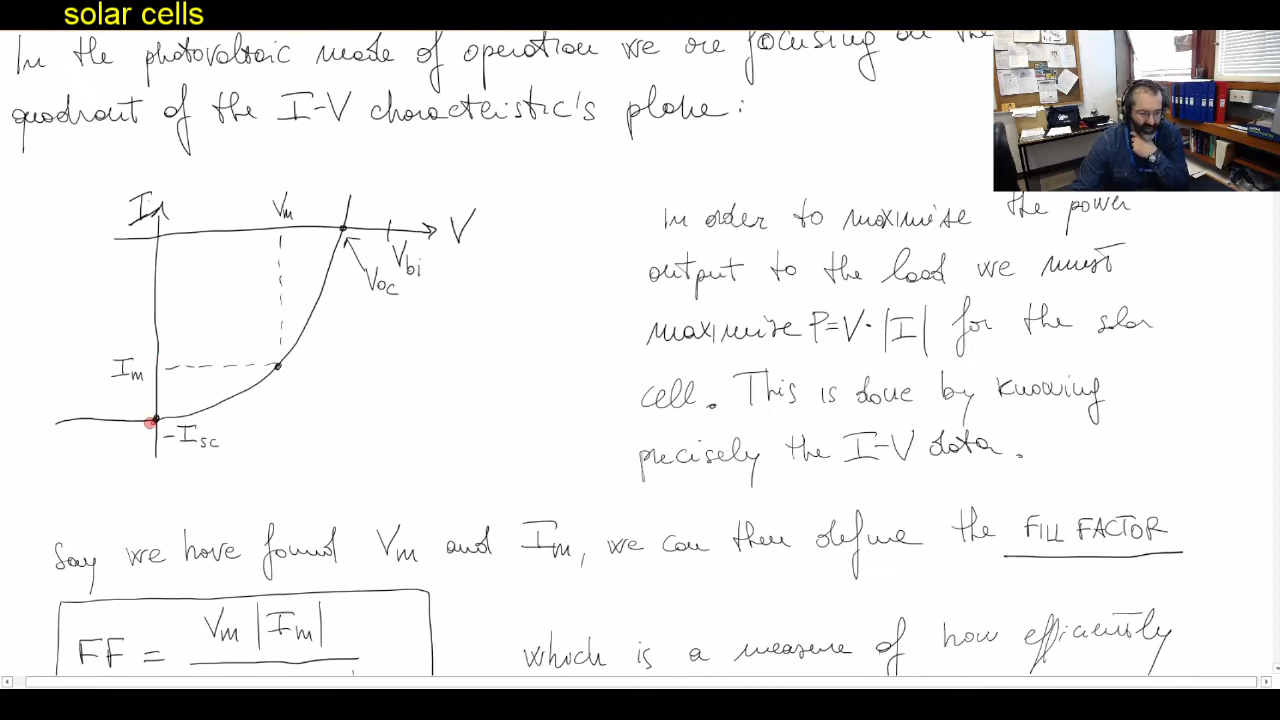 solar cells
In the photovoltaic mode of operation we are focusing on the
quadrant of the I-V characteristic's plane:
I
Vm
V
Vbi
Voc
Im
-Isc
In order to maximise the power
output to the load we must
maximize P=V·|I| for the solar
cell. This is done by knowing
precisely the I-V data.
Say we have found Vm and Im, we can then define the FILL FACTOR
FF = Vm |Im|
which is a measure of how efficiently